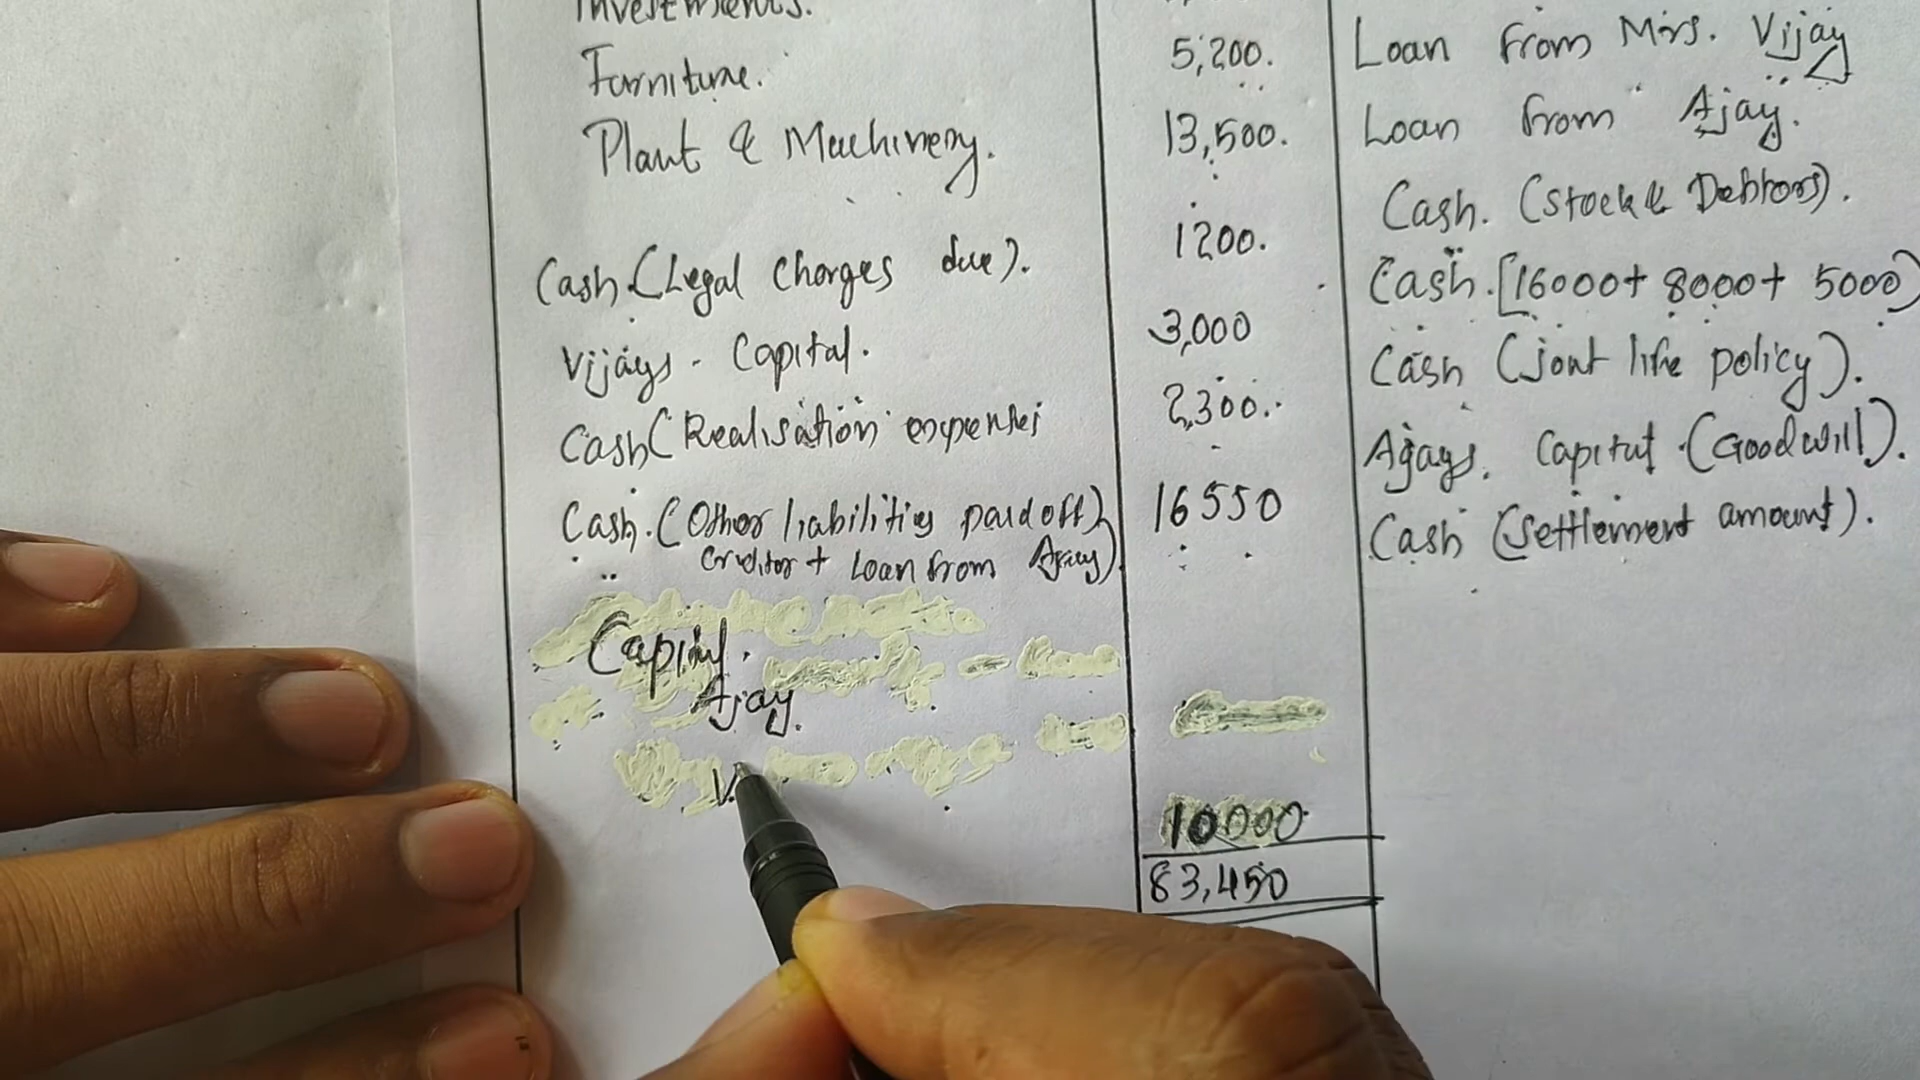 Investments.
Furniture. 5,200.
Plant & Machinery. 13,500.
Cash (Legal Charges due). 1200.
Vijays - Capital. 3,000
Cash (Realisation expenses 2,300.
Cash. (Other liabilities paid off) 16550
Creditor + Loan from Ajay)
Capital.
Ajay.
V
10000
83,450
Loan from Mrs. Vijay
Loan from Ajay.
Cash. (Stock & Debtors).
Cash. [16000+ 8000+ 5000)
Cash (joint life policy).
Ajays. Capital (Goodwill).
Cash (Settlement amount).